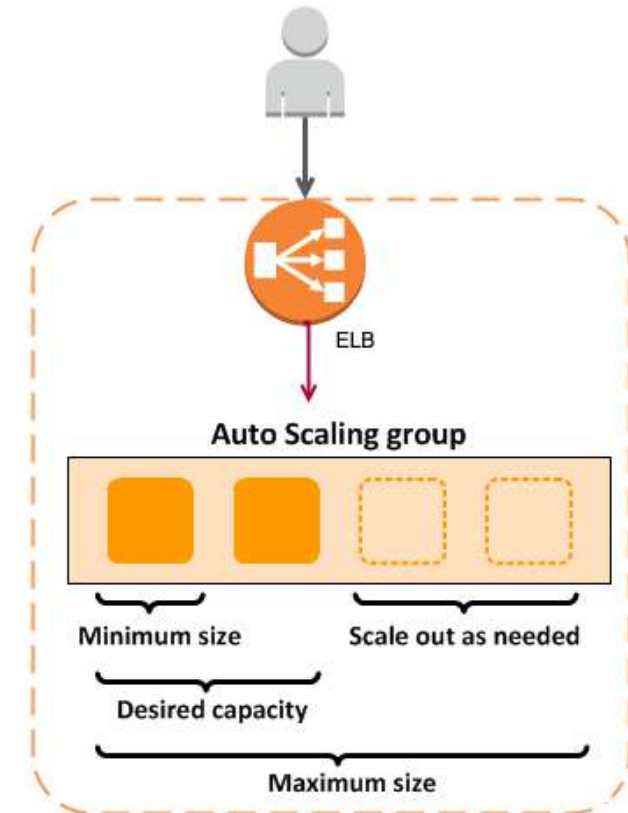 ELB
Auto Scaling group
Minimum size
Scale out as needed
Desired capacity
Maximum size